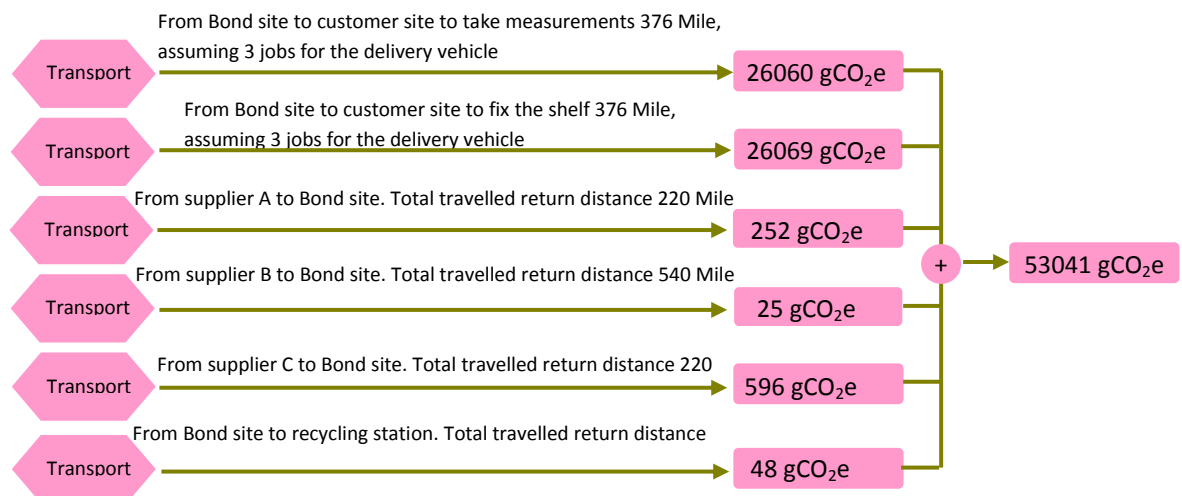 From Bond site to customer site to take measurements 376 Mile,
assuming 3 jobs for the delivery vehicle
Transport
26060 gCO₂e
From Bond site to customer site to fix the shelf 376 Mile,
assuming 3 jobs for the delivery vehicle
Transport
26069 gCO₂e
From supplier A to Bond site. Total travelled return distance 220 Mile
Transport
252 gCO₂e
+
53041 gCO₂e
From supplier B to Bond site. Total travelled return distance 540 Mile
Transport
25 gCO₂e
From supplier C to Bond site. Total travelled return distance 220
Transport
596 gCO₂e
From Bond site to recycling station. Total travelled return distance
Transport
48 gCO₂e